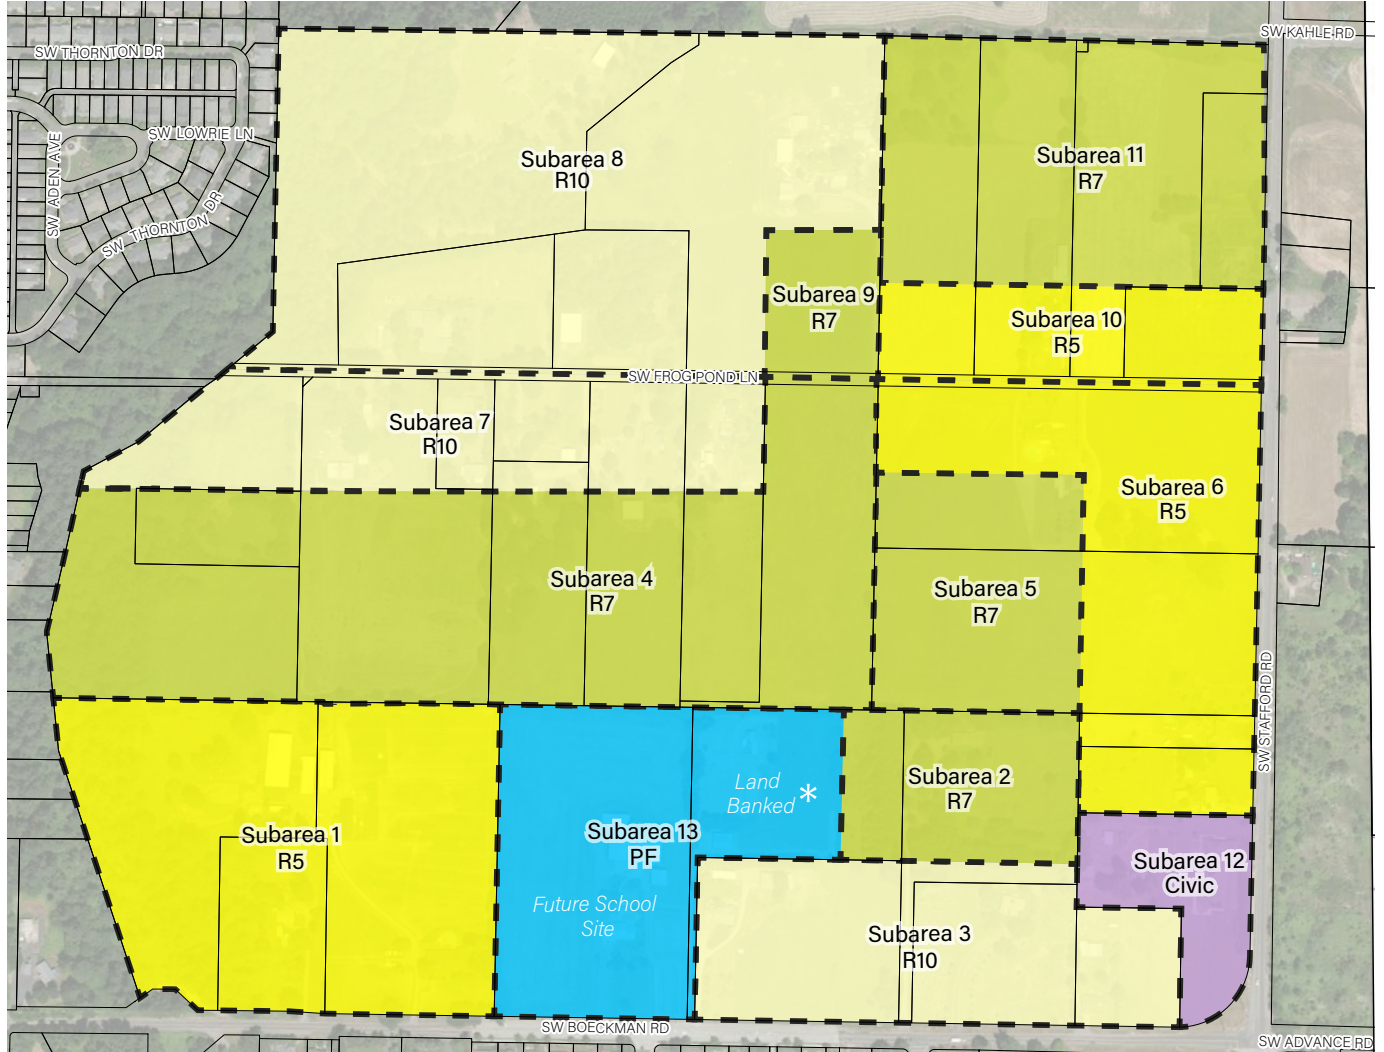 SW KAHLE RD
SW THORNTON DR
SW LOWRIE LN
SW ADEN AVE
SW THORNTON DR
Subarea 8
R10
Subarea 11
R7
Subarea 9
R7
Subarea 10
R5
SW FROG POND LN
Subarea 7
R10
Subarea 6
R5
Subarea 4
R7
Subarea 5
R7
SW STAFFORD RD
Subarea 2
R7
Land
Banked *
Subarea 1
R5
Subarea 13
PF
Subarea 12
Civic
Future School
Site
Subarea 3
R10
SW BOECKMAN RD
SW ADVANCE RD